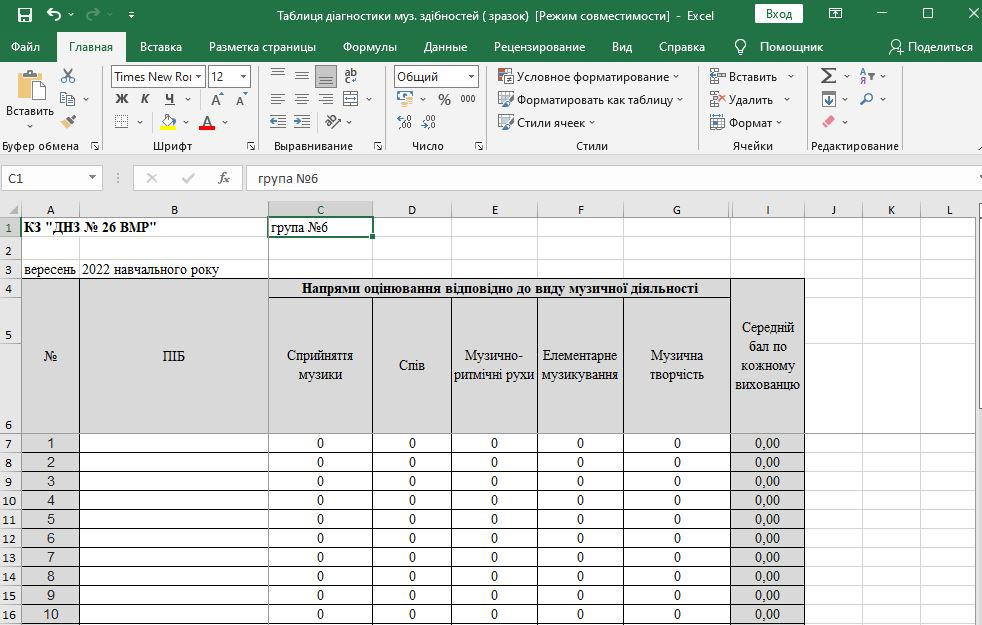 Таблиця діагностики муз. здібностей ( зразок) [Режим совместимости] - Excel
Вход
Файл Главная Вставка Разметка страницы Формулы Данные Рецензирование Вид Справка Помощник Поделиться
Вставить
Буфер обмена
Times New Ror 12
Ж К Ч
Шрифт
Выравнивание
Общий
% 000
Число
Условное форматирование
Форматировать как таблицу
Стили ячеек
Стили
Вставить
Удалить
Формат
Ячейки
Редактирование
C1 fx група №6
A B C D E F G I J K L
1 КЗ "ДНЗ № 26 ВМР" група №6
2
3 вересень 2022 навчального року
4 Напрями оцінювання відповідно до виду музичної діяльності
5
6
№
ПІБ
Сприйняття
музики
Спів
Музично-
ритмічні рухи
Елементарне
музикування
Музична
творчість
Середній
бал по
кожному
вихованцю
7 1 0 0 0 0 0 0,00
8 2 0 0 0 0 0 0,00
9 3 0 0 0 0 0 0,00
10 4 0 0 0 0 0 0,00
11 5 0 0 0 0 0 0,00
12 6 0 0 0 0 0 0,00
13 7 0 0 0 0 0 0,00
14 8 0 0 0 0 0 0,00
15 9 0 0 0 0 0 0,00
16 10 0 0 0 0 0 0,00